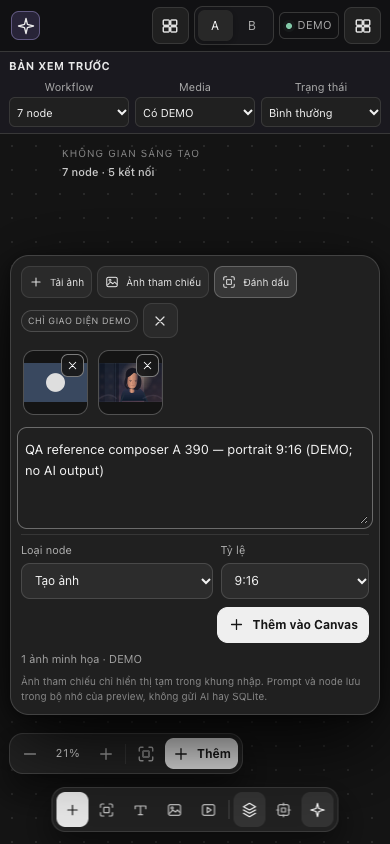 A B DEMO
BẢN XEM TRƯỚC
Workflow Media Trạng thái
7 node Có DEMO Bình thường
KHÔNG GIAN SÁNG TẠO
7 node · 5 kết nối
Tải ảnh Ảnh tham chiếu Đánh dấu
CHỈ GIAO DIỆN DEMO
QA reference composer A 390 — portrait 9:16 (DEMO;
no AI output)
Loại node Tỷ lệ
Tạo ảnh 9:16
Thêm vào Canvas
1 ảnh minh họa · DEMO
Ảnh tham chiếu chỉ hiển thị tạm trong khung nhập. Prompt và node lưu
trong bộ nhớ của preview, không gửi AI hay SQLite.
21% Thêm